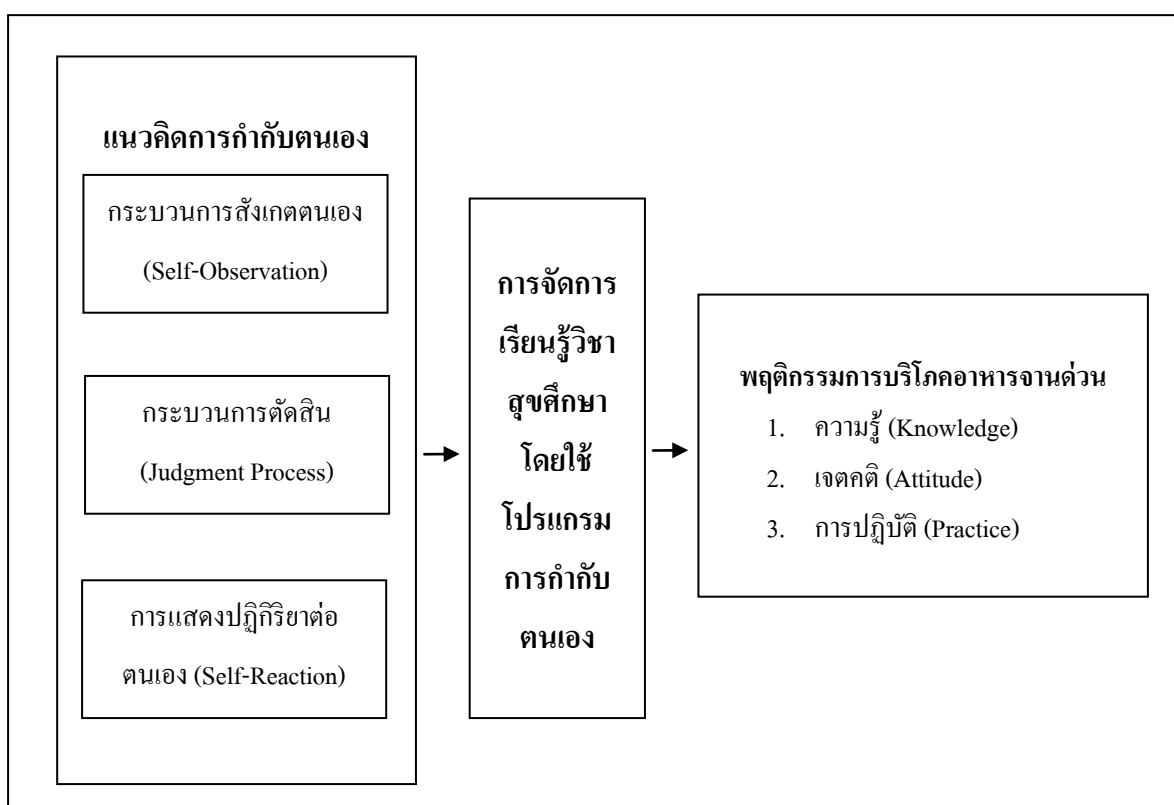 แนวคิดการกำกับตนเอง
กระบวนการสังเกตตนเอง
(Self-Observation)
กระบวนการตัดสิน
(Judgment Process)
การแสดงปฏิกิริยาต่อ
ตนเอง (Self-Reaction)
การจัดการ
เรียนรู้วิชา
สุขศึกษา
โดยใช้
โปรแกรม
การกำกับ
ตนเอง
พฤติกรรมการบริโภคอาหารจานด่วน
1. ความรู้ (Knowledge)
2. เจตคติ (Attitude)
3. การปฏิบัติ (Practice)